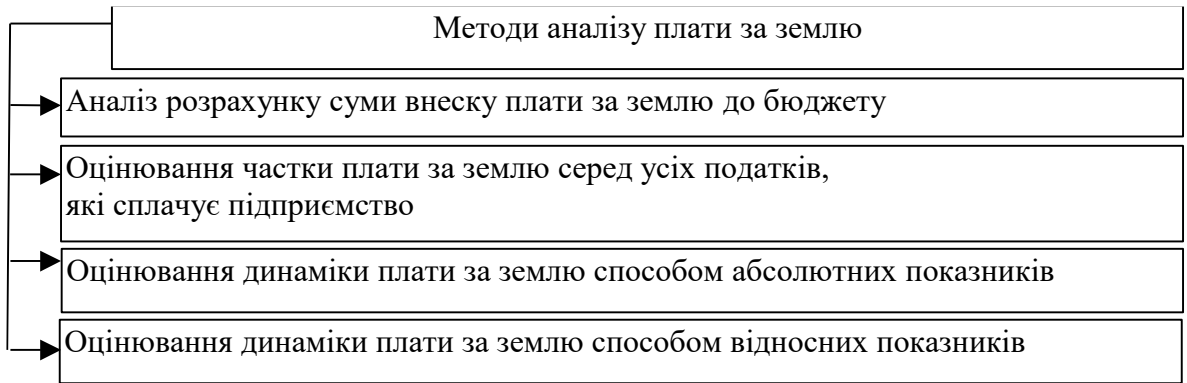 Методи аналізу плати за землю
Аналіз розрахунку суми внеску плати за землю до бюджету
Оцінювання частки плати за землю серед усіх податків,
які сплачує підприємство
Оцінювання динаміки плати за землю способом абсолютних показників
Оцінювання динаміки плати за землю способом відносних показників